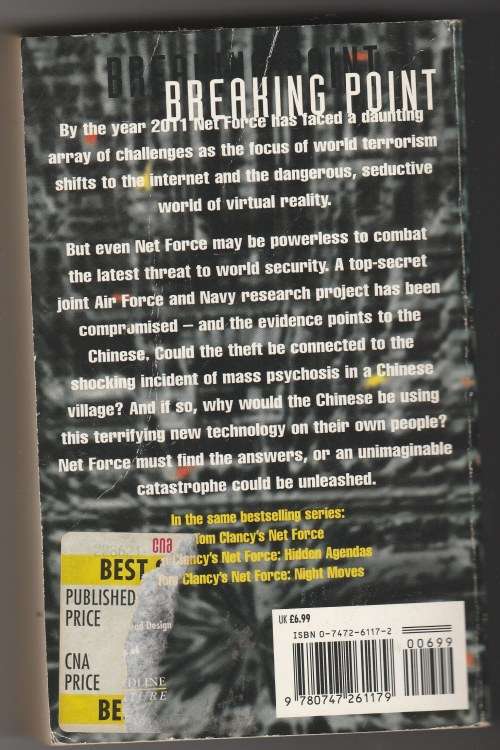 BREAKING POINT
BREAKING POINT
By the year 2011 Net Force has faced a daunting
array of challenges as the focus of world terrorism
shifts to the internet and the dangerous, seductive
world of virtual reality.
But even Net Force may be powerless to combat
the latest threat to world security. A top-secret
joint Air Force and Navy research project has been
compromised – and the evidence points to the
Chinese. Could the theft be connected to the
shocking incident of mass psychosis in a Chinese
village? And if so, why would the Chinese be using
this terrifying new technology on their own people?
Net Force must find the answers, or an unimaginable
catastrophe could be unleashed.
In the same bestselling series:
Tom Clancy's Net Force
Clancy's Net Force: Hidden Agendas
Tom Clancy's Net Force: Night Moves
cna
BEST
PUBLISHED
PRICE
Design
CNA
PRICE
DLINE
TURE
BE
UK £6.99
ISBN 0-7472-6117-2
00699
9 780747 261179